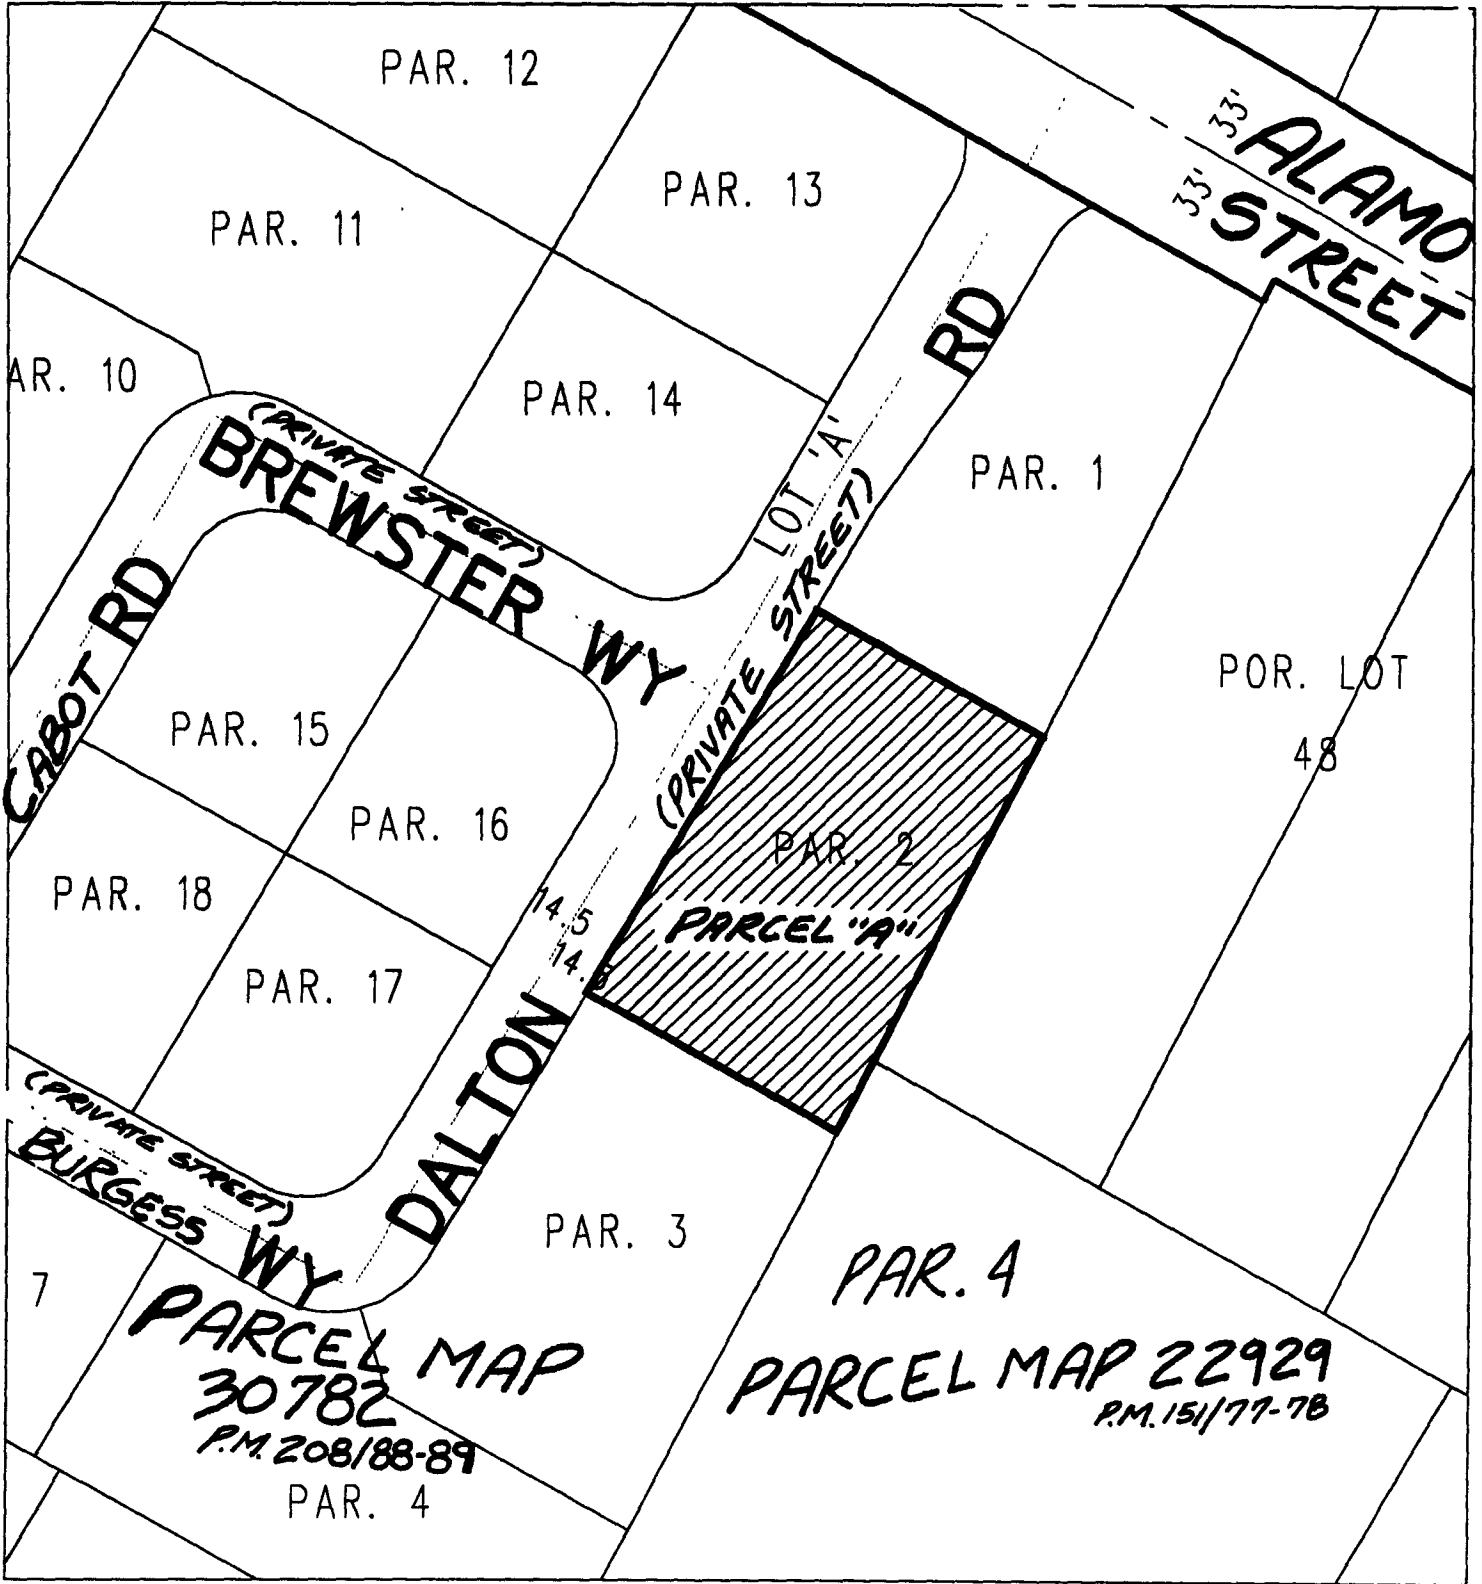 PAR. 12
33'
ALAMO
33'
STREET
PAR. 13
PAR. 11
RD
AR. 10
PAR. 14
LOT 'A'
(PRIVATE STREET)
BREWSTER WY
PAR. 1
(PRIVATE STREET)
CABOT RD
POR. LOT
48
PAR. 15
PAR. 16
PAR. 2
PARCEL "A"
PAR. 18
14.5
14.5
PAR. 17
DALTON
(PRIVATE STREET)
BURGESS WY
PAR. 3
7
PAR. 4
PARCEL MAP
30782
P.M. 208/88-89
PARCEL MAP 22929
P.M. 151/77-78
PAR. 4